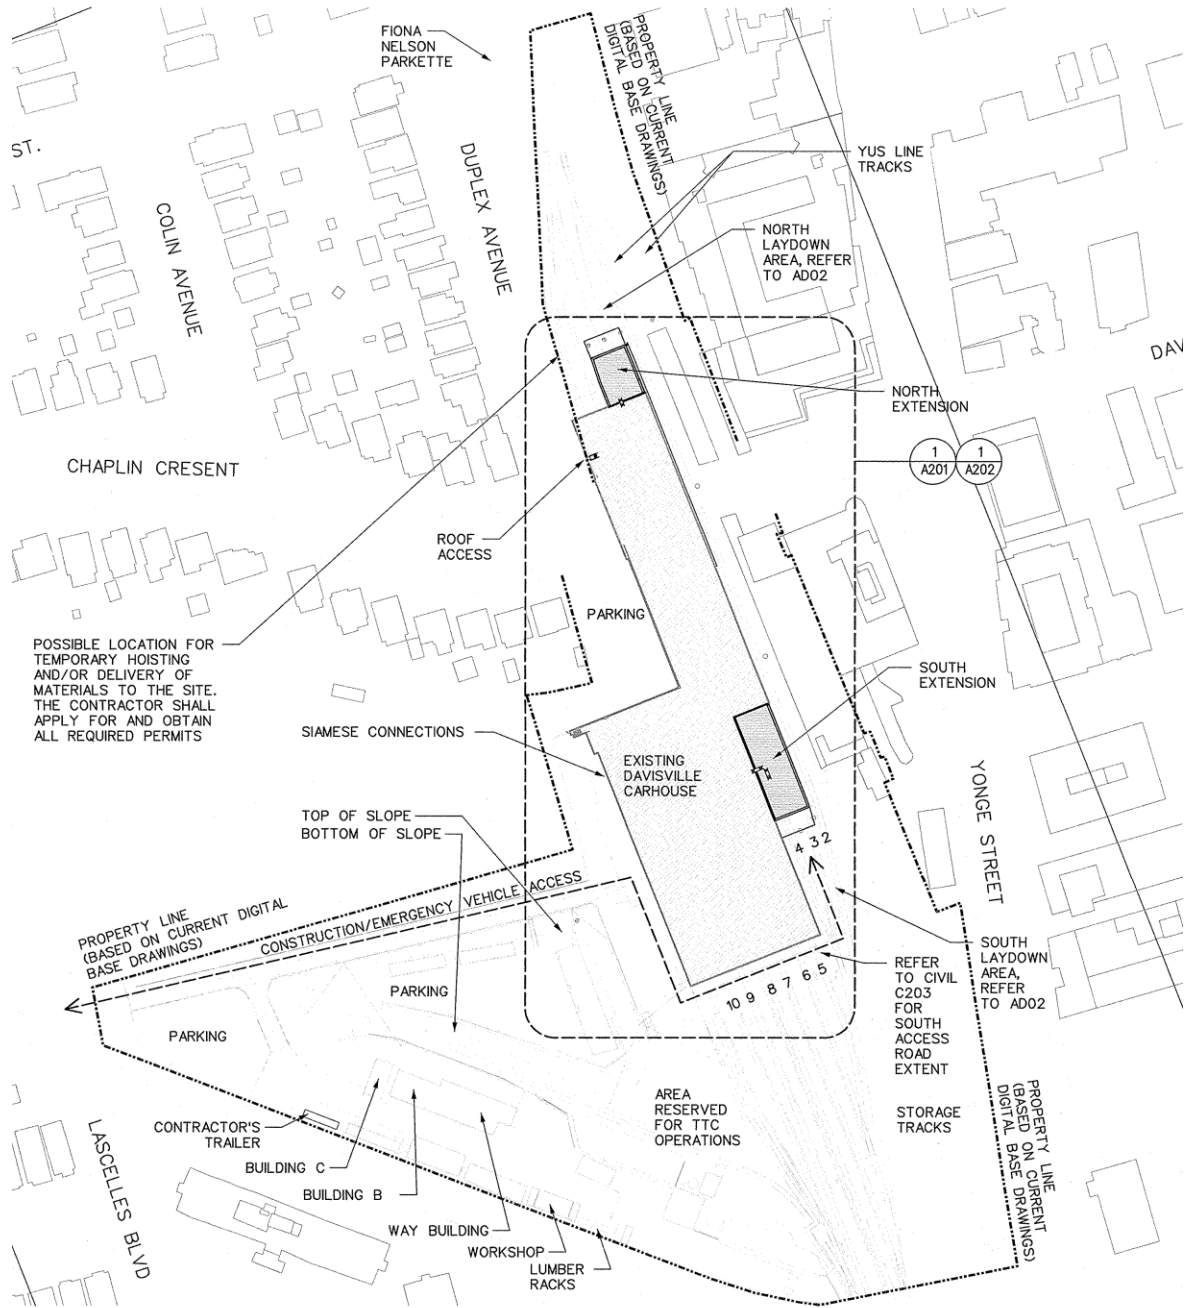 FIONA
NELSON
PARKETTE
PROPERTY LINE
(BASED ON CURRENT
DIGITAL BASE DRAWINGS)
ST.
COLIN AVENUE
DUPLEX AVENUE
YUS LINE
TRACKS
NORTH
LAYDOWN
AREA, REFER
TO AD02
DAV
NORTH
EXTENSION
1
A201
1
A202
CHAPLIN CRESENT
ROOF
ACCESS
PARKING
POSSIBLE LOCATION FOR
TEMPORARY HOISTING
AND/OR DELIVERY OF
MATERIALS TO THE SITE.
THE CONTRACTOR SHALL
APPLY FOR AND OBTAIN
ALL REQUIRED PERMITS
SOUTH
EXTENSION
SIAMESE CONNECTIONS
EXISTING
DAVISVILLE
CARHOUSE
YONGE STREET
TOP OF SLOPE
BOTTOM OF SLOPE
4 3 2
PROPERTY LINE
(BASED ON CURRENT DIGITAL
BASE DRAWINGS)
CONSTRUCTION/EMERGENCY VEHICLE ACCESS
SOUTH
LAYDOWN
AREA,
REFER
TO AD02
REFER
TO CIVIL
C203
FOR
SOUTH
ACCESS
ROAD
EXTENT
10 9 8 7 6 5
PARKING
PARKING
AREA
RESERVED
FOR TTC
OPERATIONS
STORAGE
TRACKS
PROPERTY LINE
(BASED ON CURRENT
DIGITAL BASE DRAWINGS)
CONTRACTOR'S
TRAILER
BUILDING C
BUILDING B
WAY BUILDING
WORKSHOP
LUMBER
RACKS
LASCELLES BLVD